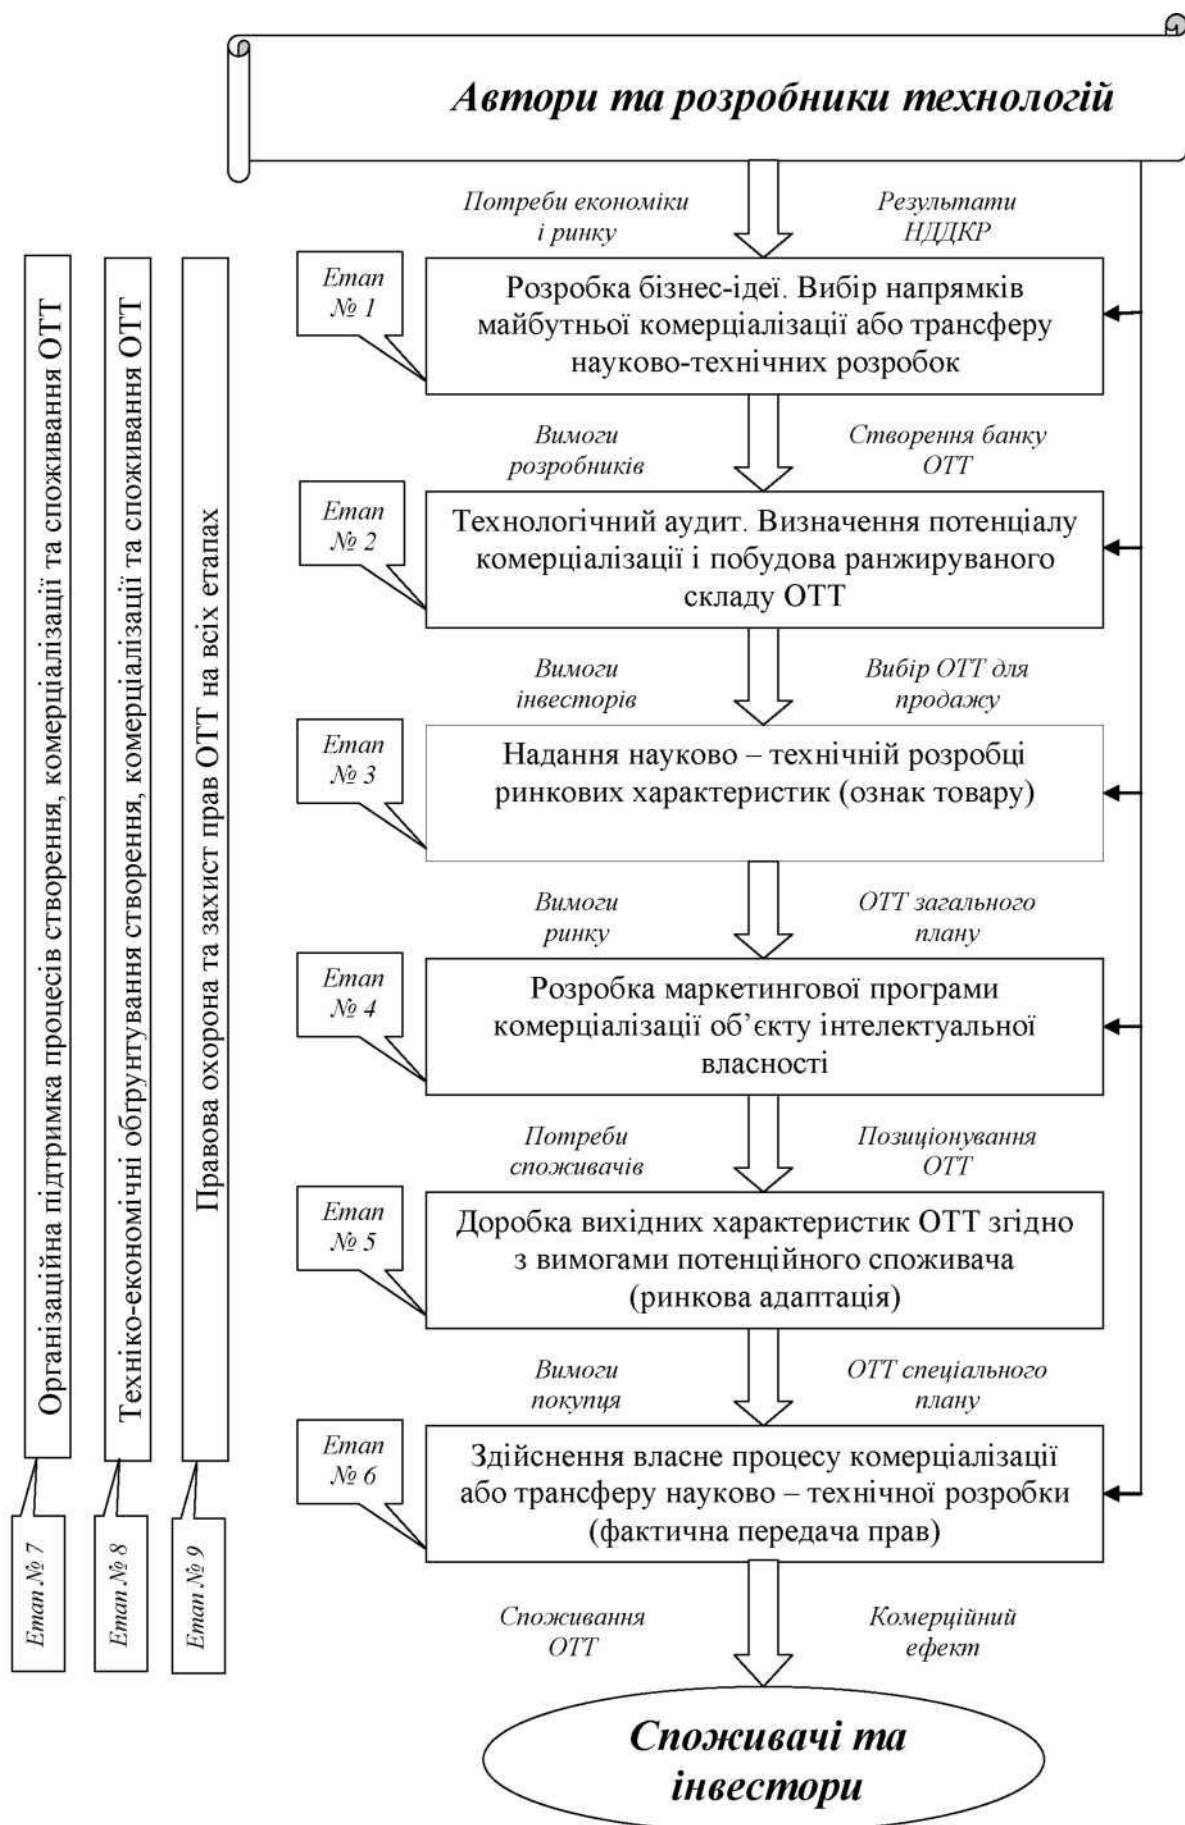 Автори та розробники технологій
Потреби економіки
і ринку
Результати
НДДКР
Етап
№ 1
Розробка бізнес-ідеї. Вибір напрямків
майбутньої комерціалізації або трансферу
науково-технічних розробок
Вимоги
розробників
Створення банку
ОТТ
Етап
№ 2
Технологічний аудит. Визначення потенціалу
комерціалізації і побудова ранжируваного
складу ОТТ
Вимоги
інвесторів
Вибір ОТТ для
продажу
Етап
№ 3
Надання науково – технічній розробці
ринкових характеристик (ознак товару)
Вимоги
ринку
ОТТ загального
плану
Етап
№ 4
Розробка маркетингової програми
комерціалізації об’єкту інтелектуальної
власності
Потреби
споживачів
Позиціонування
ОТТ
Етап
№ 5
Доробка вихідних характеристик ОТТ згідно
з вимогами потенційного споживача
(ринкова адаптація)
Вимоги
покупця
ОТТ спеціального
плану
Етап
№ 6
Здійснення власне процесу комерціалізації
або трансферу науково – технічної розробки
(фактична передача прав)
Споживання
ОТТ
Комерційний
ефект
Споживачі та
інвестори
Організаційна підтримка процесів створення, комерціалізації та споживання ОТТ
Етап № 7
Техніко-економічні обґрунтування створення, комерціалізації та споживання ОТТ
Етап № 8
Правова охорона та захист прав ОТТ на всіх етапах
Етап № 9